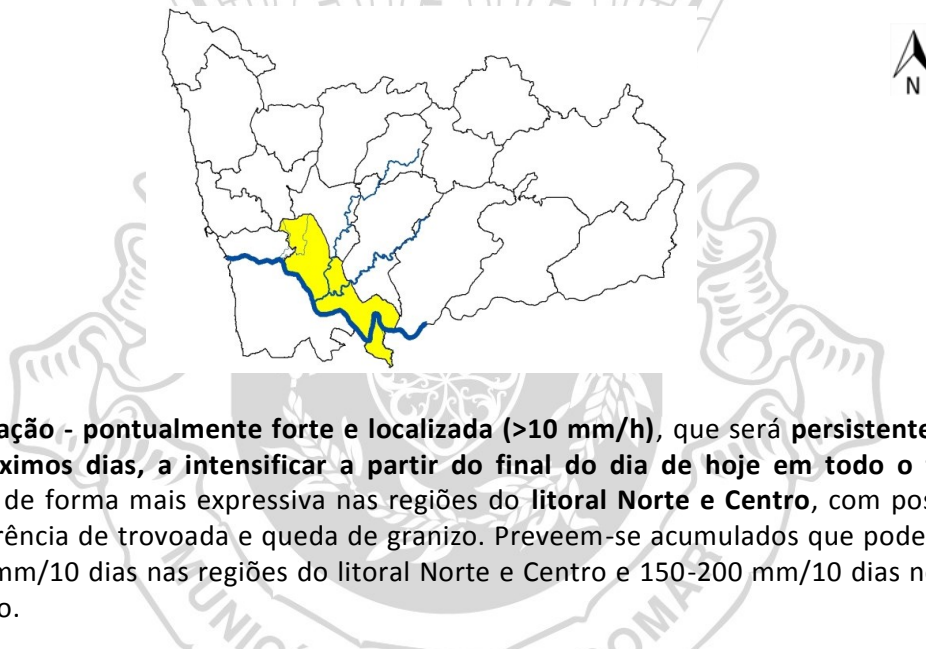 N
ação - pontualmente forte e localizada (>10 mm/h), que será persistente
ximos dias, a intensificar a partir do final do dia de hoje em todo o
de forma mais expressiva nas regiões do litoral Norte e Centro, com pos
rência de trovoada e queda de granizo. Preveem-se acumulados que pode
mm/10 dias nas regiões do litoral Norte e Centro e 150-200 mm/10 dias n
o.
MUNIC
OMAR